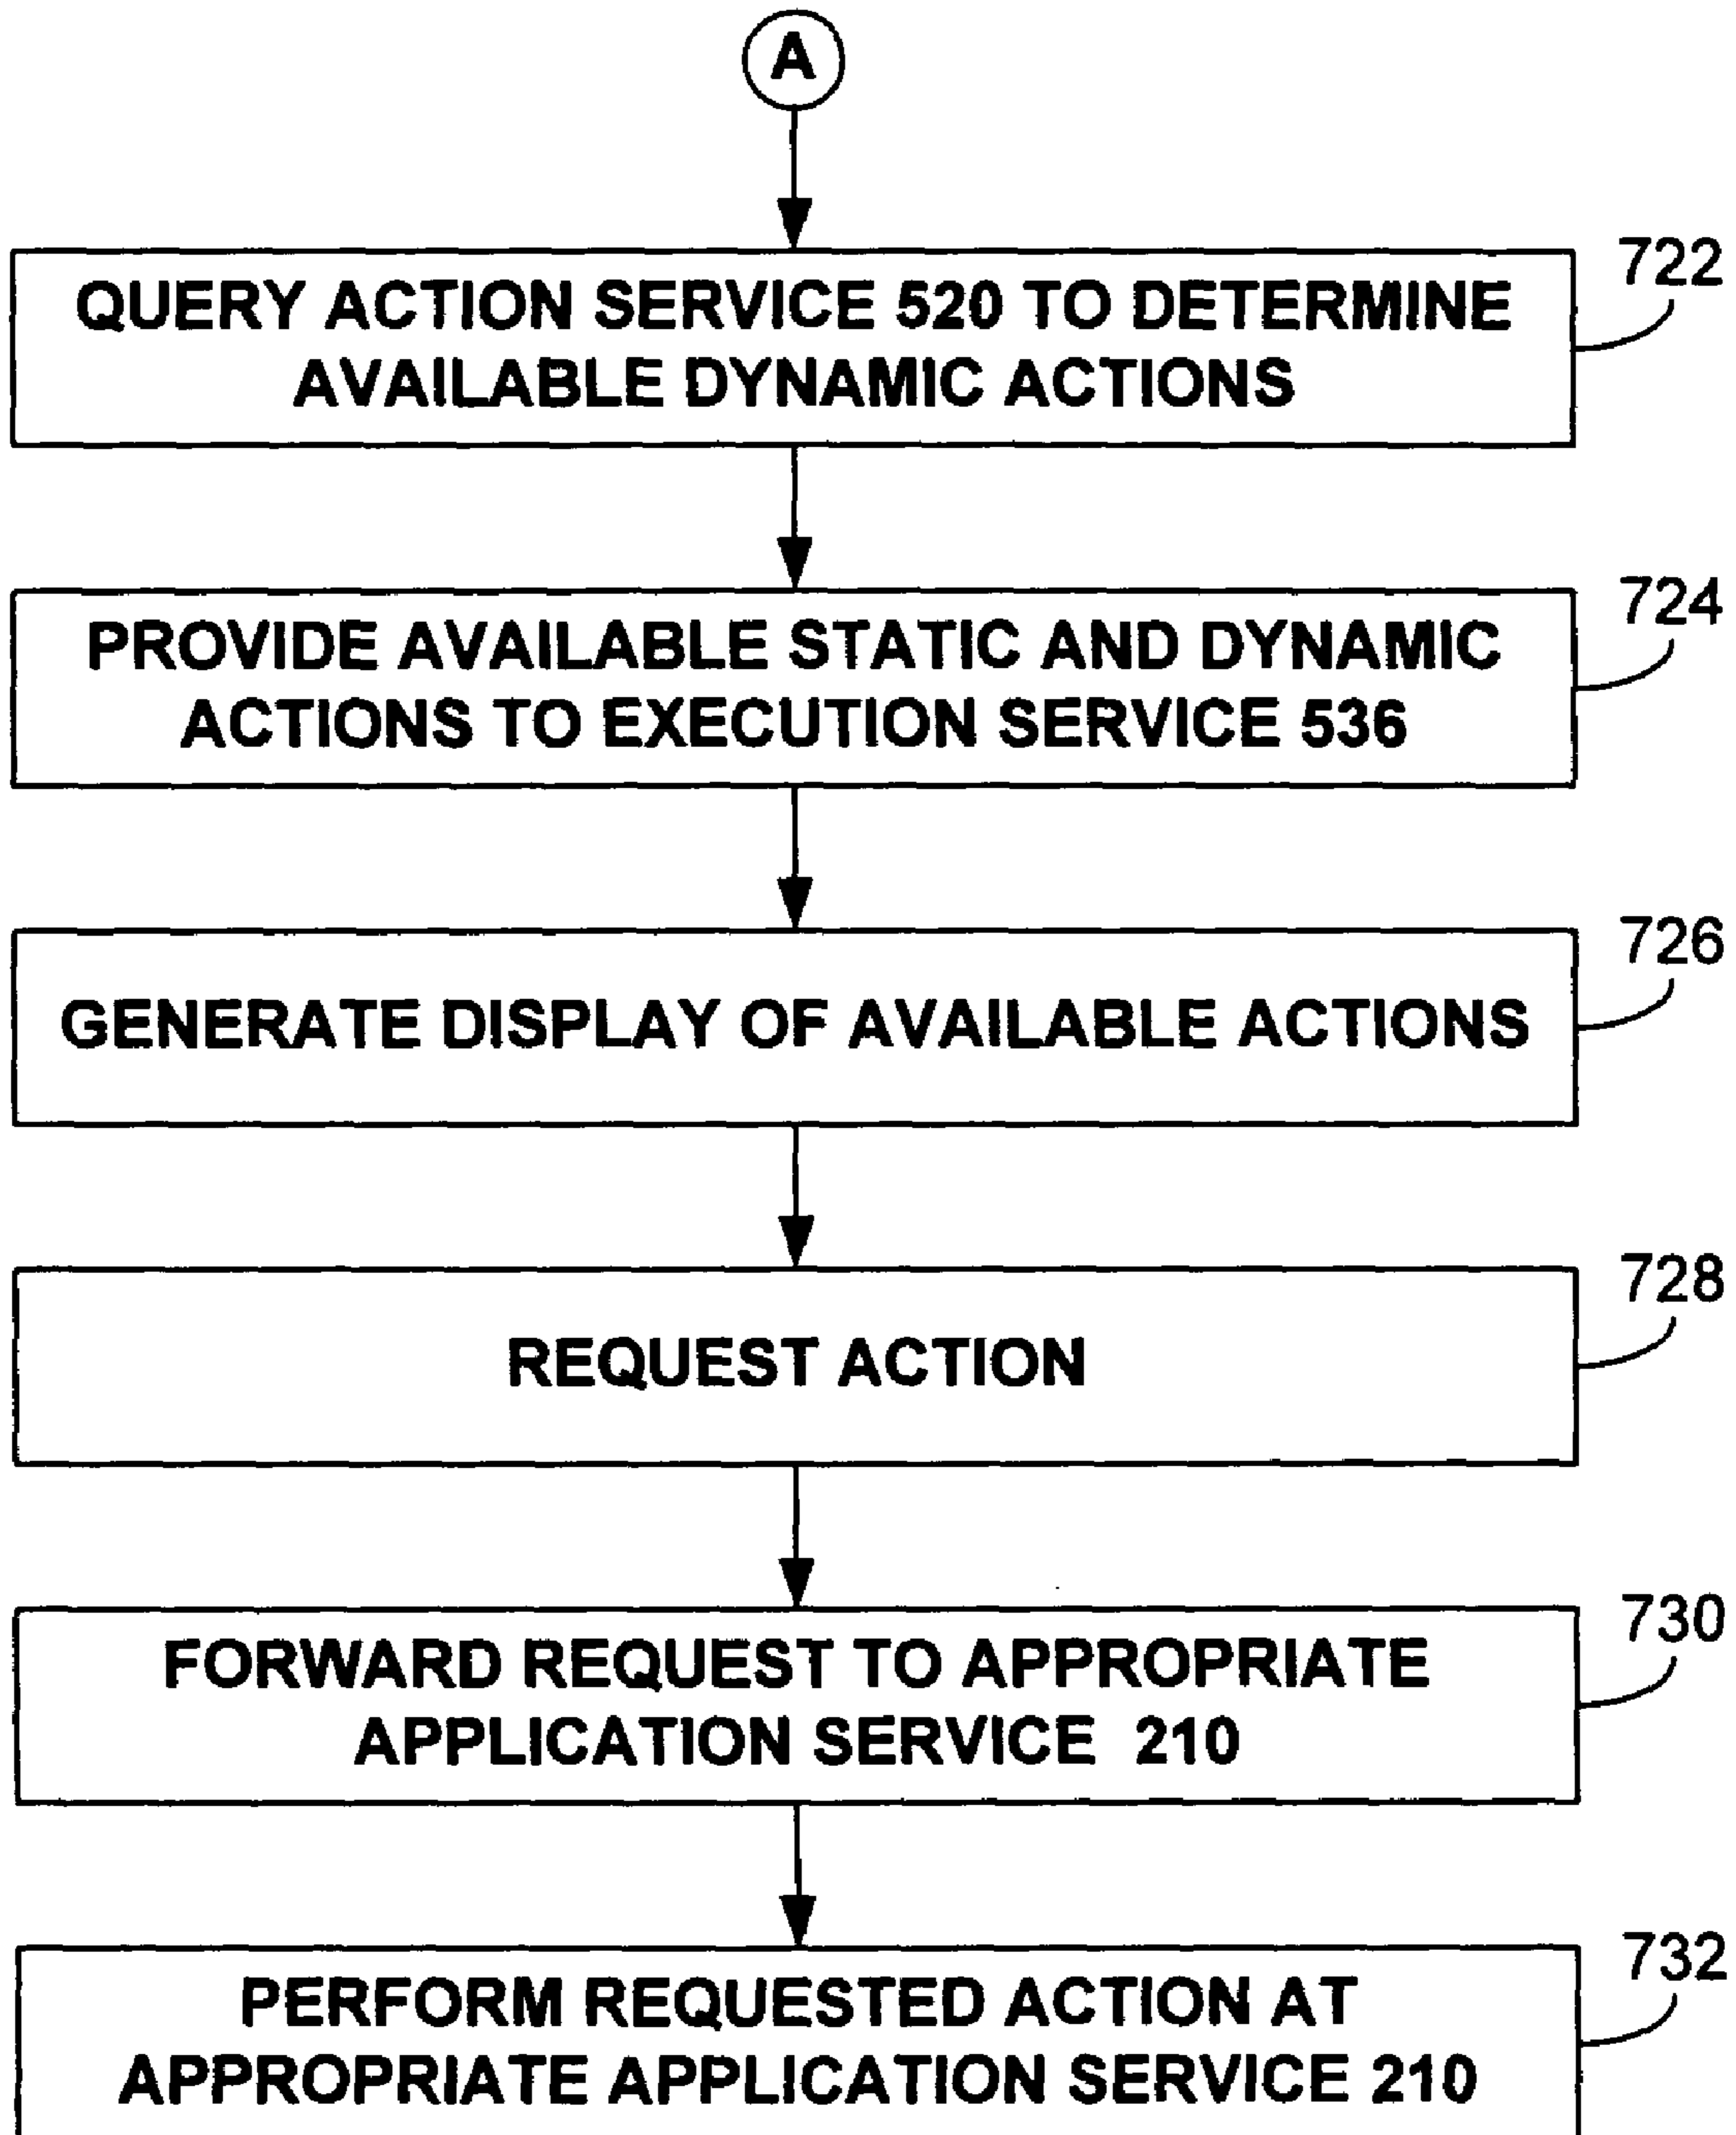 A
722
QUERY ACTION SERVICE 520 TO DETERMINE
AVAILABLE DYNAMIC ACTIONS
724
PROVIDE AVAILABLE STATIC AND DYNAMIC
ACTIONS TO EXECUTION SERVICE 536
726
GENERATE DISPLAY OF AVAILABLE ACTIONS
728
REQUEST ACTION
730
FORWARD REQUEST TO APPROPRIATE
APPLICATION SERVICE 210
732
PERFORM REQUESTED ACTION AT
APPROPRIATE APPLICATION SERVICE 210